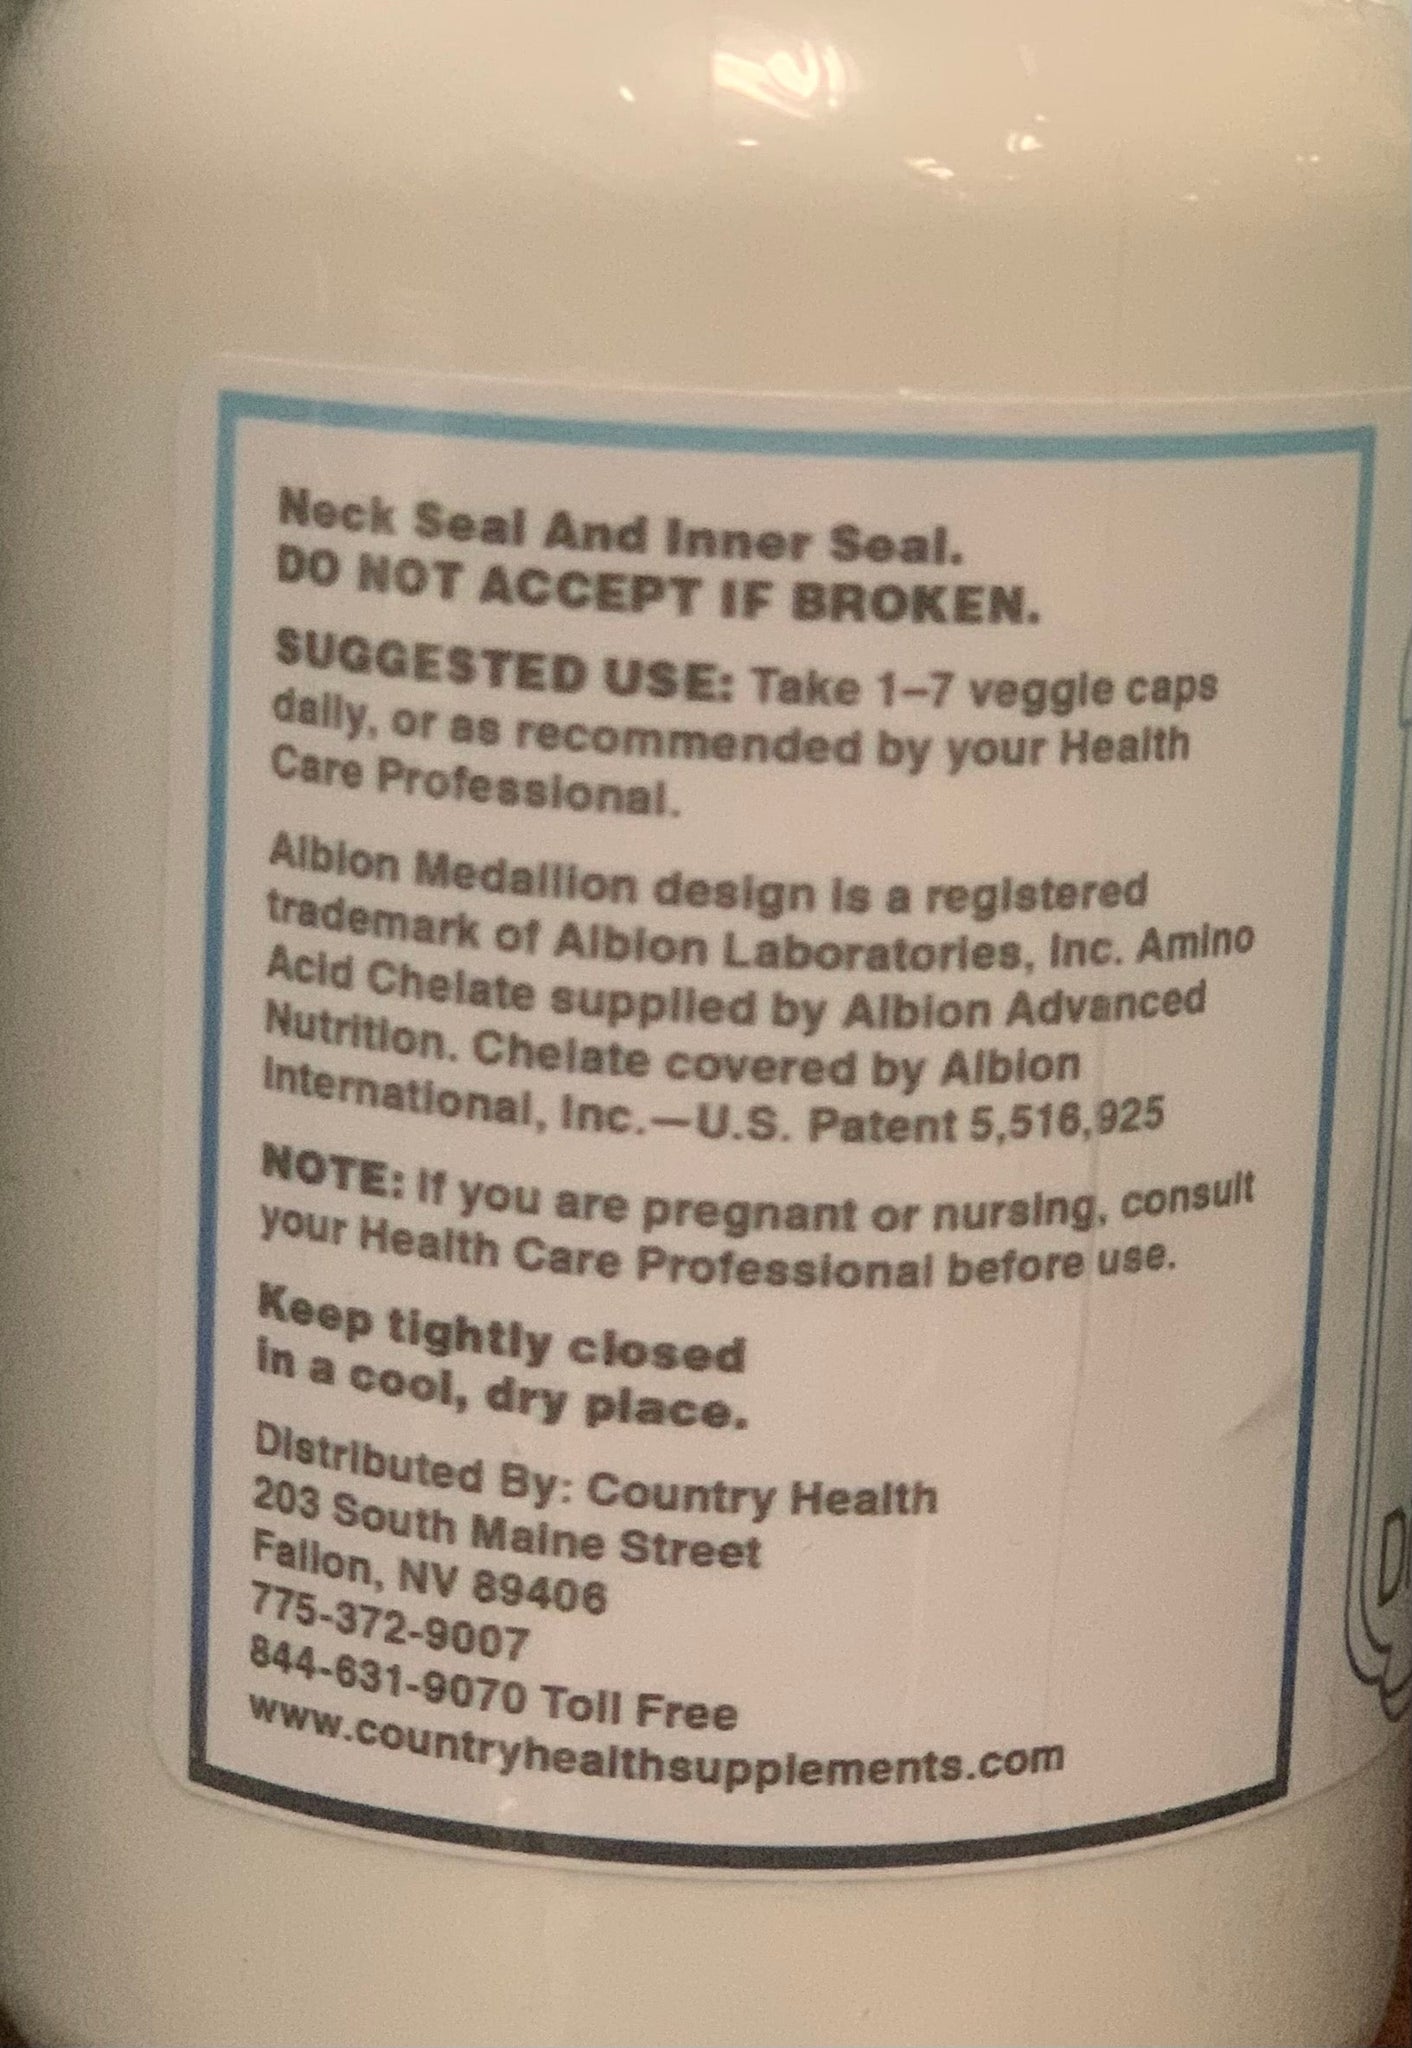 Neck Seal And Inner Seal.
DO NOT ACCEPT IF BROKEN.
SUGGESTED USE: Take 1–7 veggie caps
daily, or as recommended by your Health
Care Professional.
Albion Medallion design is a registered
trademark of Albion Laboratories, Inc. Amino
Acid Chelate supplied by Albion Advanced
Nutrition. Chelate covered by Albion
International, Inc.—U.S. Patent 5,516,925
NOTE: If you are pregnant or nursing, consult
your Health Care Professional before use.
Keep tightly closed
in a cool, dry place.
Distributed By: Country Health
203 South Maine Street
Fallon, NV 89406
775-372-9007
844-631-9070 Toll Free
www.countryhealthsupplements.com